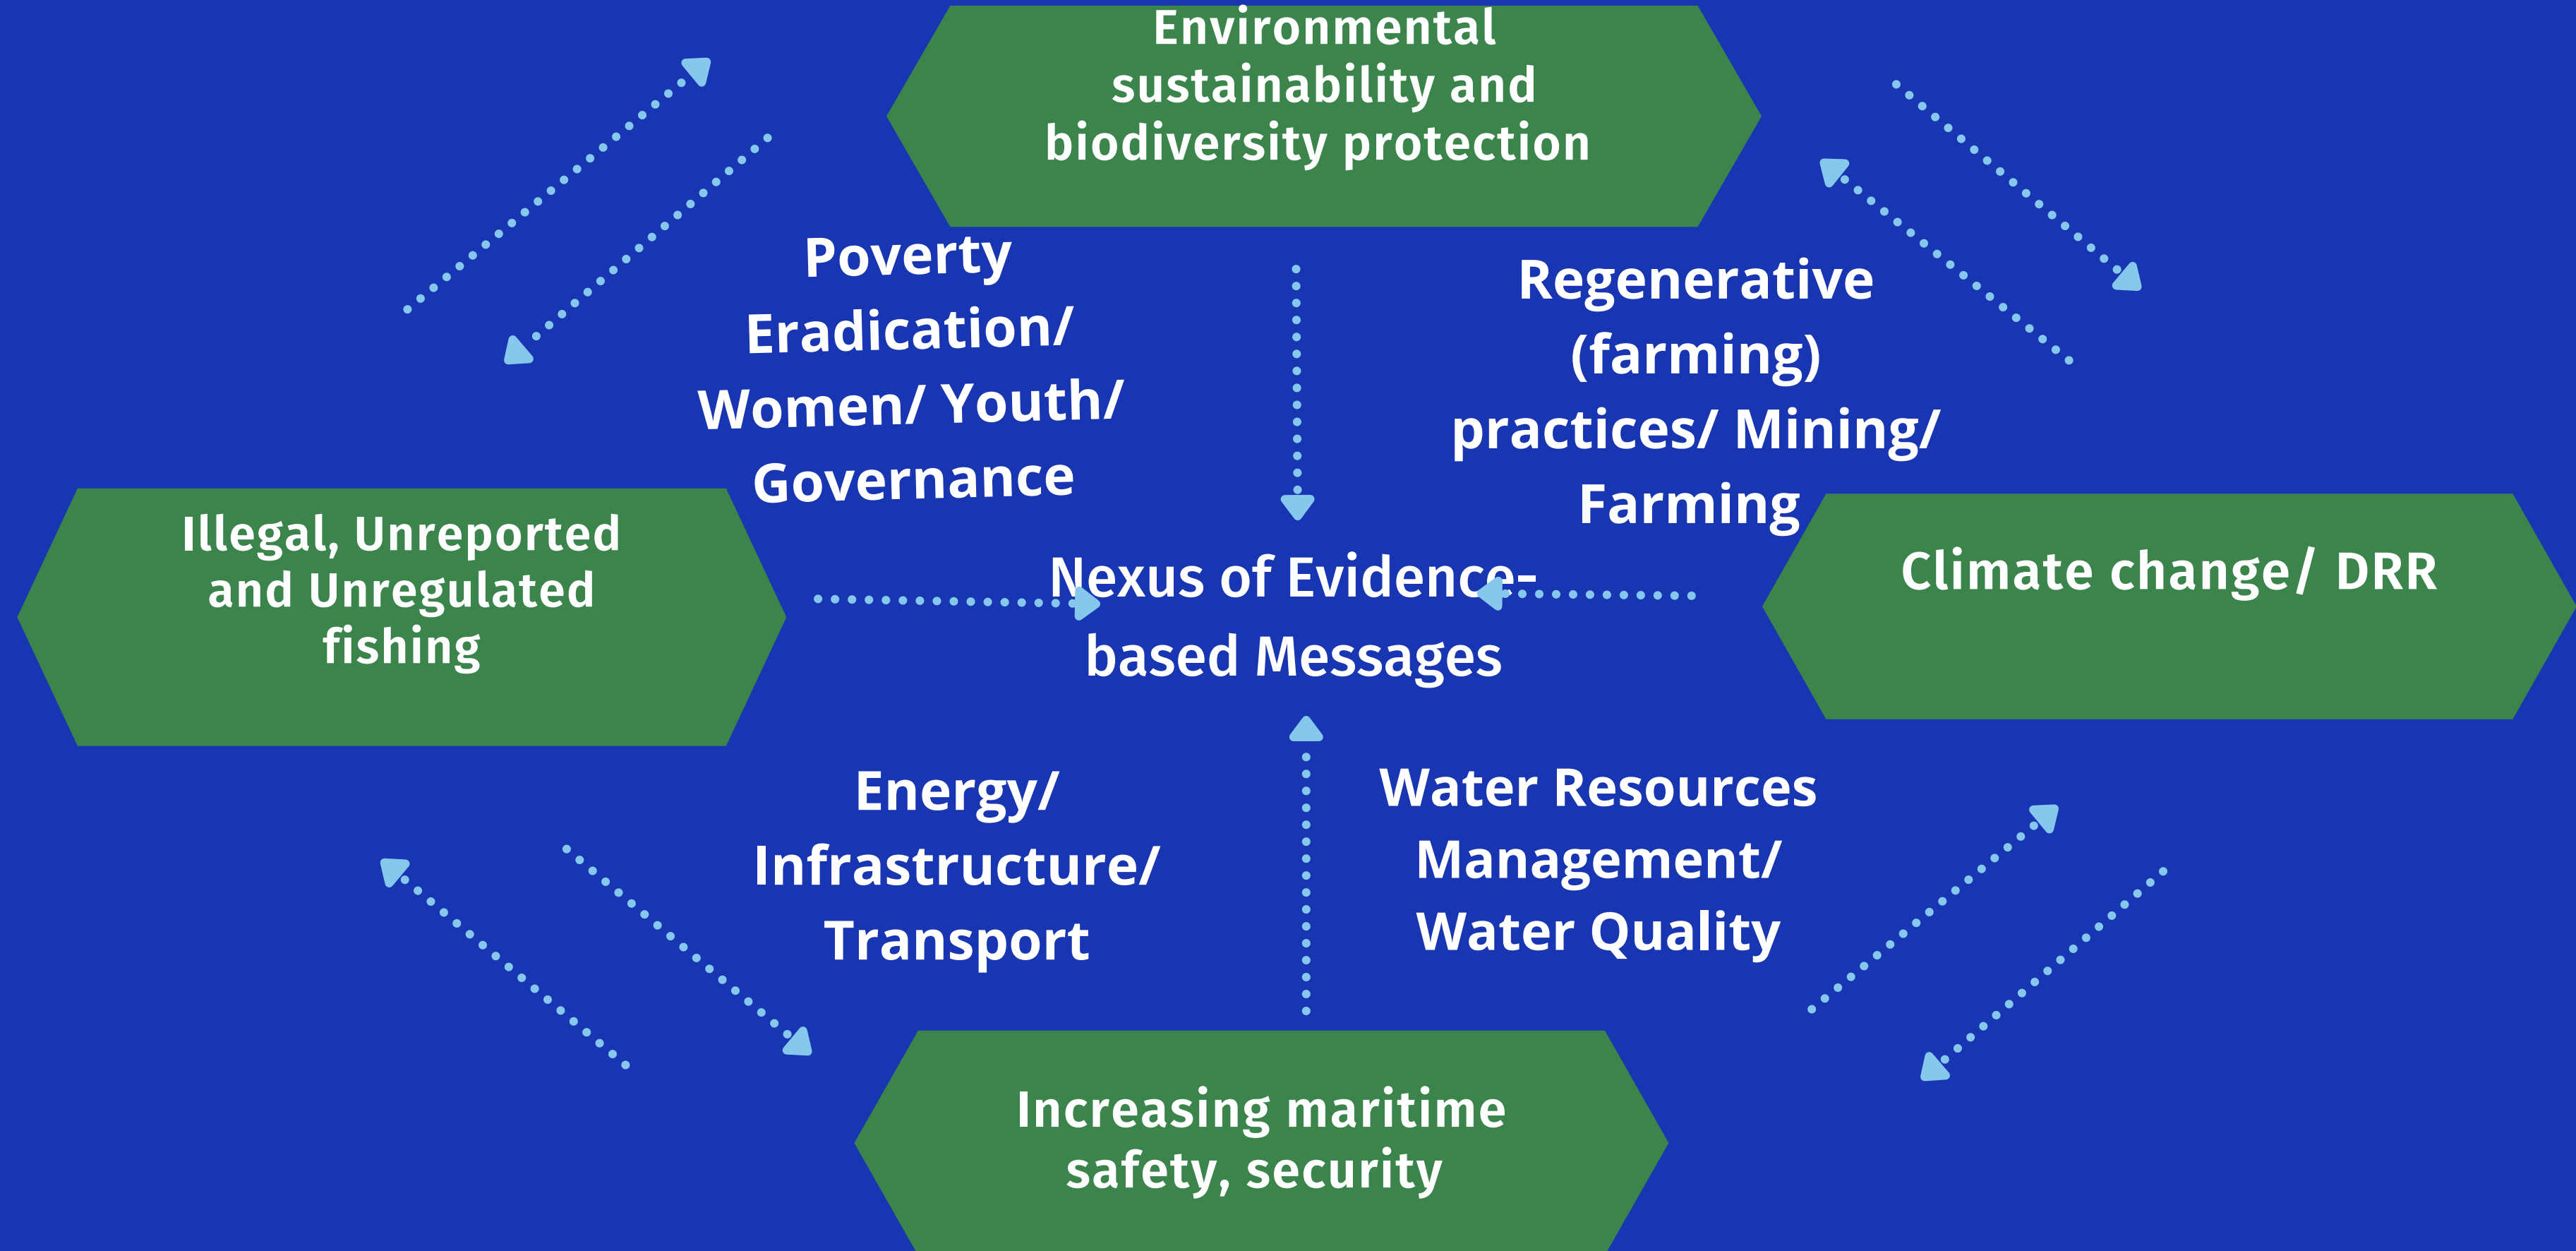 Environmental
sustainability and
biodiversity protection
Poverty
Eradication/
Women/ Youth/
Governance
Regenerative
(farming)
practices/ Mining/
Farming
Illegal, Unreported
and Unregulated
fishing
Nexus of Evidence-
based Messages
Climate change/ DRR
Energy/
Infrastructure/
Transport
Water Resources
Management/
Water Quality
Increasing maritime
safety, security